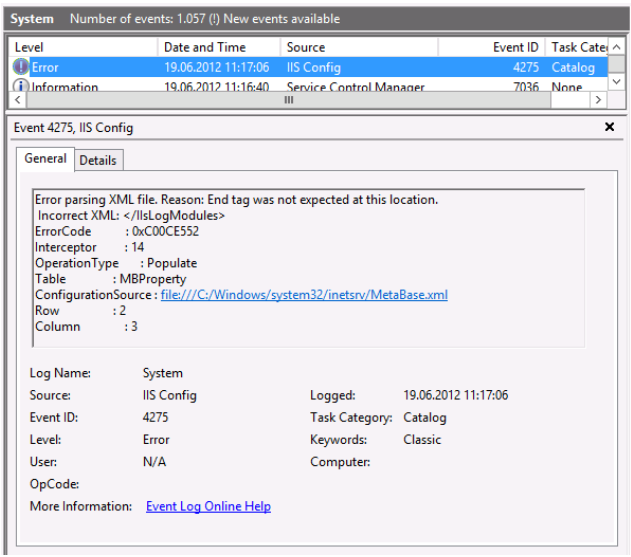 System Number of events: 1.057 (!) New events available
Level Date and Time Source Event ID Task Cate
Error 19.06.2012 11:17:06 IIS Config 4275 Catalog
Information 19.06.2012 11:16:40 Service Control Manager 7036 None
Event 4275, IIS Config
General Details
Error parsing XML file. Reason: End tag was not expected at this location.
Incorrect XML: </IIsLogModules>
ErrorCode : 0xC00CE552
Interceptor : 14
OperationType : Populate
Table : MBProperty
ConfigurationSource : file:///C:/Windows/system32/inetsrv/MetaBase.xml
Row : 2
Column : 3
Log Name: System
Source: IIS Config Logged: 19.06.2012 11:17:06
Event ID: 4275 Task Category: Catalog
Level: Error Keywords: Classic
User: N/A Computer:
OpCode:
More Information: Event Log Online Help